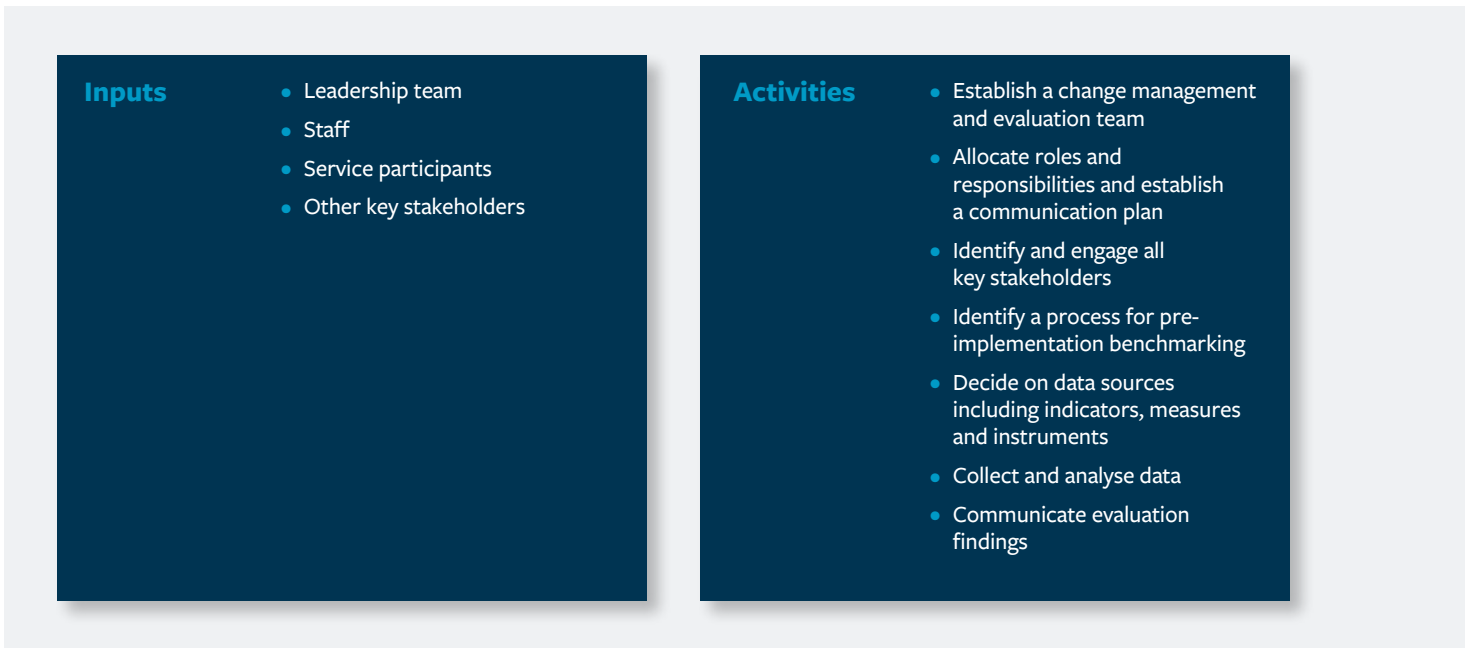 Inputs
• Leadership team
• Staff
• Service participants
• Other key stakeholders
Activities
• Establish a change management
and evaluation team
• Allocate roles and
responsibilities and establish
a communication plan
• Identify and engage all
key stakeholders
• Identify a process for pre-
implementation benchmarking
• Decide on data sources
including indicators, measures
and instruments
• Collect and analyse data
• Communicate evaluation
findings